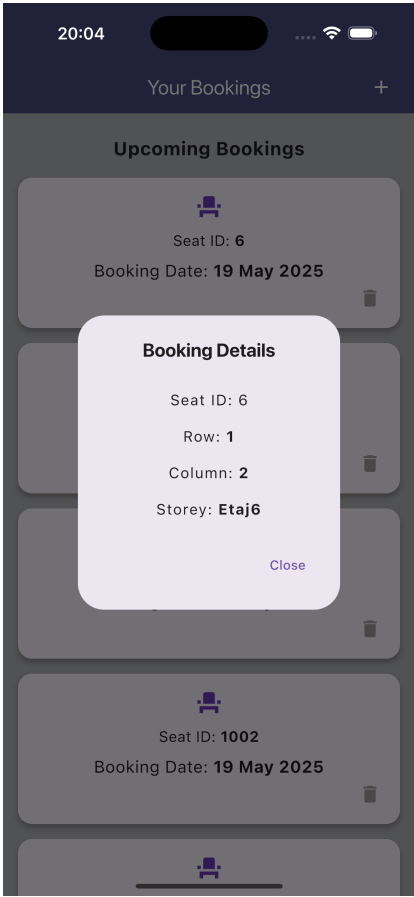 20:04
Your Bookings
Upcoming Bookings
Seat ID: 6
Booking Date: 19 May 2025
Booking Details
Seat ID: 6
Row: 1
Column: 2
Storey: Etaj6
Close
Seat ID: 1002
Booking Date: 19 May 2025